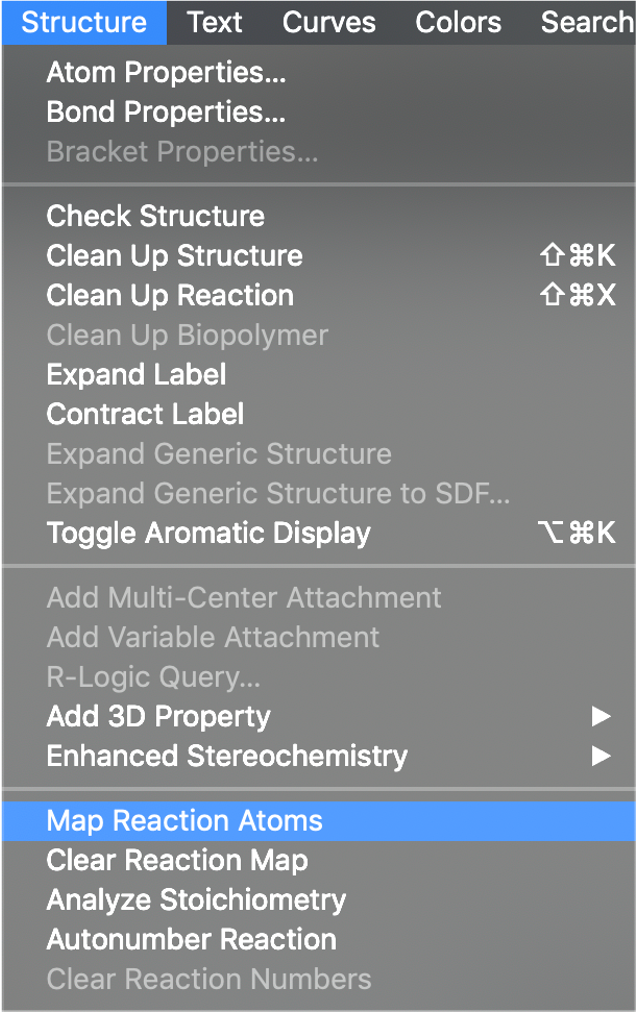 Structure Text Curves Colors Search
Atom Properties...
Bond Properties...
Bracket Properties...
Check Structure
Clean Up Structure ⇧⌘K
Clean Up Reaction ⇧⌘X
Clean Up Biopolymer
Expand Label
Contract Label
Expand Generic Structure
Expand Generic Structure to SDF...
Toggle Aromatic Display ⌥⌘K
Add Multi-Center Attachment
Add Variable Attachment
R-Logic Query...
Add 3D Property ▶
Enhanced Stereochemistry ▶
Map Reaction Atoms
Clear Reaction Map
Analyze Stoichiometry
Autonumber Reaction
Clear Reaction Numbers